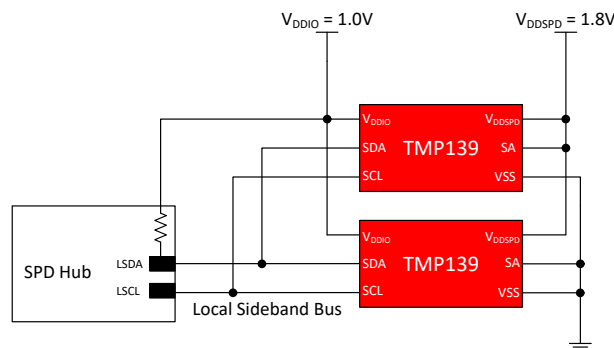 VDDIO = 1.0V
VDDSPD = 1.8V
VDDIO
VDDSPD
SDA
TMP139
SA
SCL
VSS
VDDIO
VDDSPD
SPD Hub
LSDA
SDA
TMP139
SA
LSCL
SCL
VSS
Local Sideband Bus